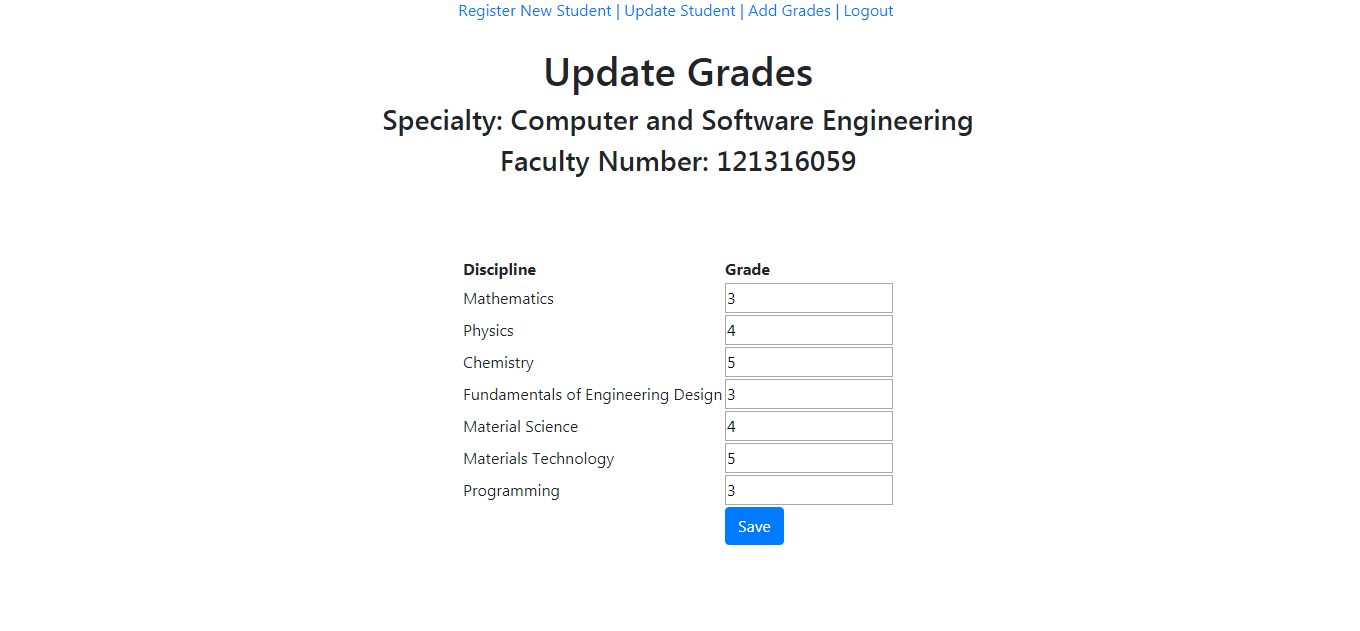 Register New Student | Update Student | Add Grades | Logout
Update Grades
Specialty: Computer and Software Engineering
Faculty Number: 121316059
Discipline Grade
Mathematics 3
Physics 4
Chemistry 5
Fundamentals of Engineering Design 3
Material Science 4
Materials Technology 5
Programming 3
Save